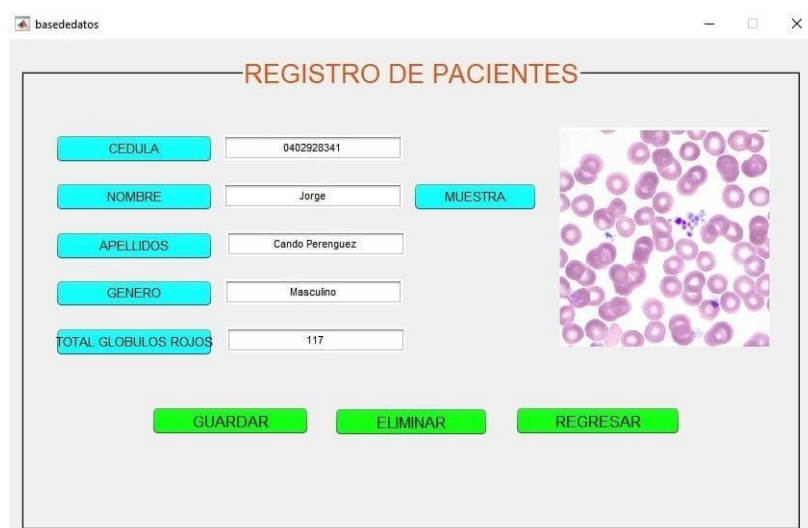 basededatos
REGISTRO DE PACIENTES
CEDULA
0402928341
NOMBRE
Jorge
MUESTRA
APELLIDOS
Cando Perenguez
GENERO
Masculino
TOTAL GLOBULOS ROJOS
117
GUARDAR
ELIMINAR
REGRESAR